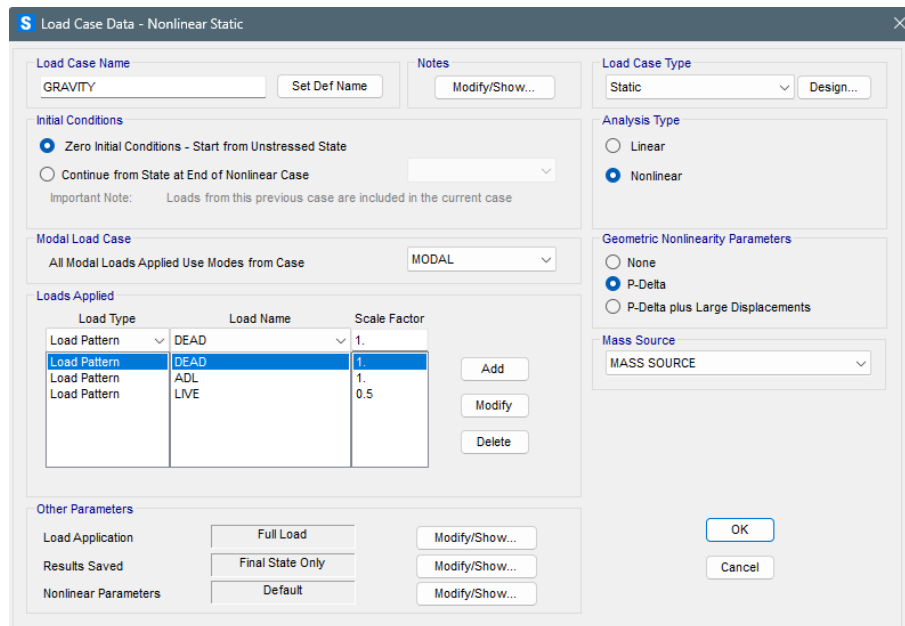 S Load Case Data - Nonlinear Static
Load Case Name
GRAVITY
Set Def Name
Notes
Modify/Show...
Load Case Type
Static
Design...
Initial Conditions
Zero Initial Conditions - Start from Unstressed State
Continue from State at End of Nonlinear Case
Important Note: Loads from this previous case are included in the current case
Analysis Type
Linear
Nonlinear
Modal Load Case
All Modal Loads Applied Use Modes from Case
MODAL
Geometric Nonlinearity Parameters
None
P-Delta
P-Delta plus Large Displacements
Loads Applied
Load Type Load Name Scale Factor
Load Pattern DEAD 1.
Load Pattern DEAD 1.
Load Pattern ADL 1.
Load Pattern LIVE 0.5
Add
Modify
Delete
Mass Source
MASS SOURCE
Other Parameters
Load Application Full Load Modify/Show...
Results Saved Final State Only Modify/Show...
Nonlinear Parameters Default Modify/Show...
OK
Cancel